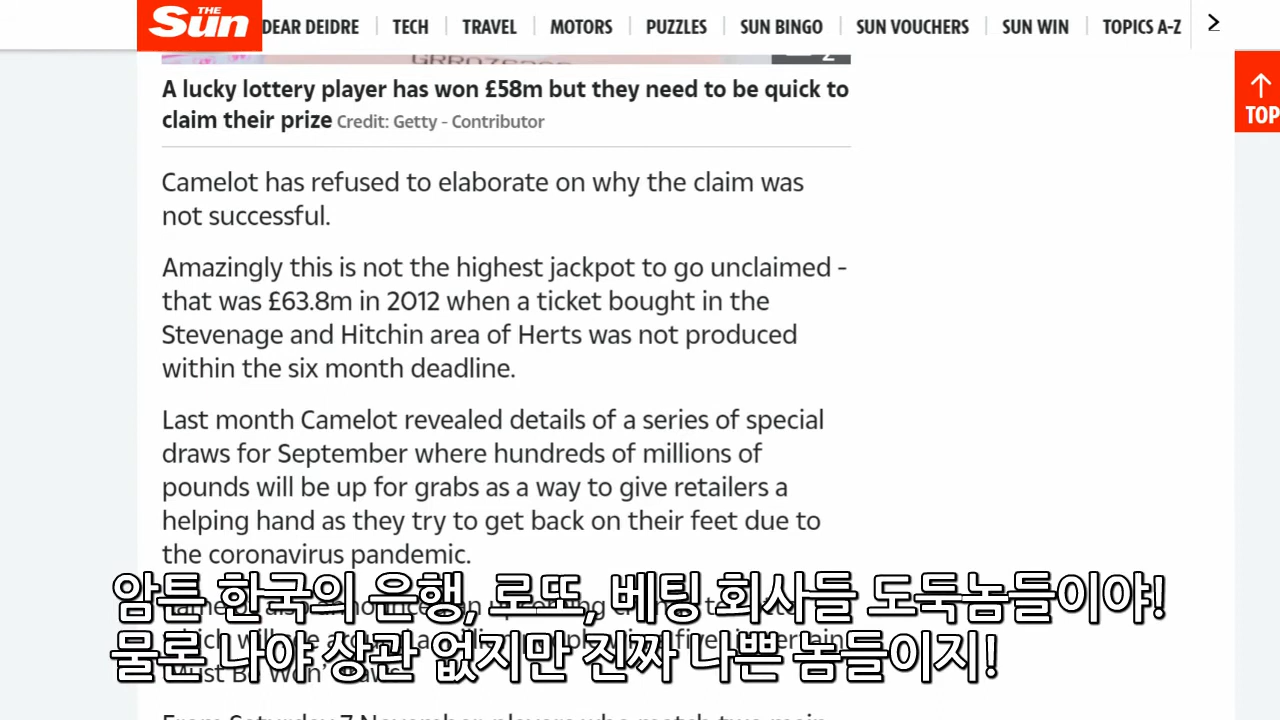 THE
Sun
DEAR DEIDRE TECH TRAVEL MOTORS PUZZLES SUN BINGO SUN VOUCHERS SUN WIN TOPICS A-Z
TOP
A lucky lottery player has won £58m but they need to be quick to
claim their prize Credit: Getty - Contributor
Camelot has refused to elaborate on why the claim was
not successful.
Amazingly this is not the highest jackpot to go unclaimed -
that was £63.8m in 2012 when a ticket bought in the
Stevenage and Hitchin area of Herts was not produced
within the six month deadline.
Last month Camelot revealed details of a series of special
draws for September where hundreds of millions of
pounds will be up for grabs as a way to give retailers a
helping hand as they try to get back on their feet due to
the coronavirus pandemic.
암튼 한국의 은행, 로또, 베팅 회사들 도둑놈들이야!
물론 나야 상관 없지만 진짜 나쁜 놈들이지!